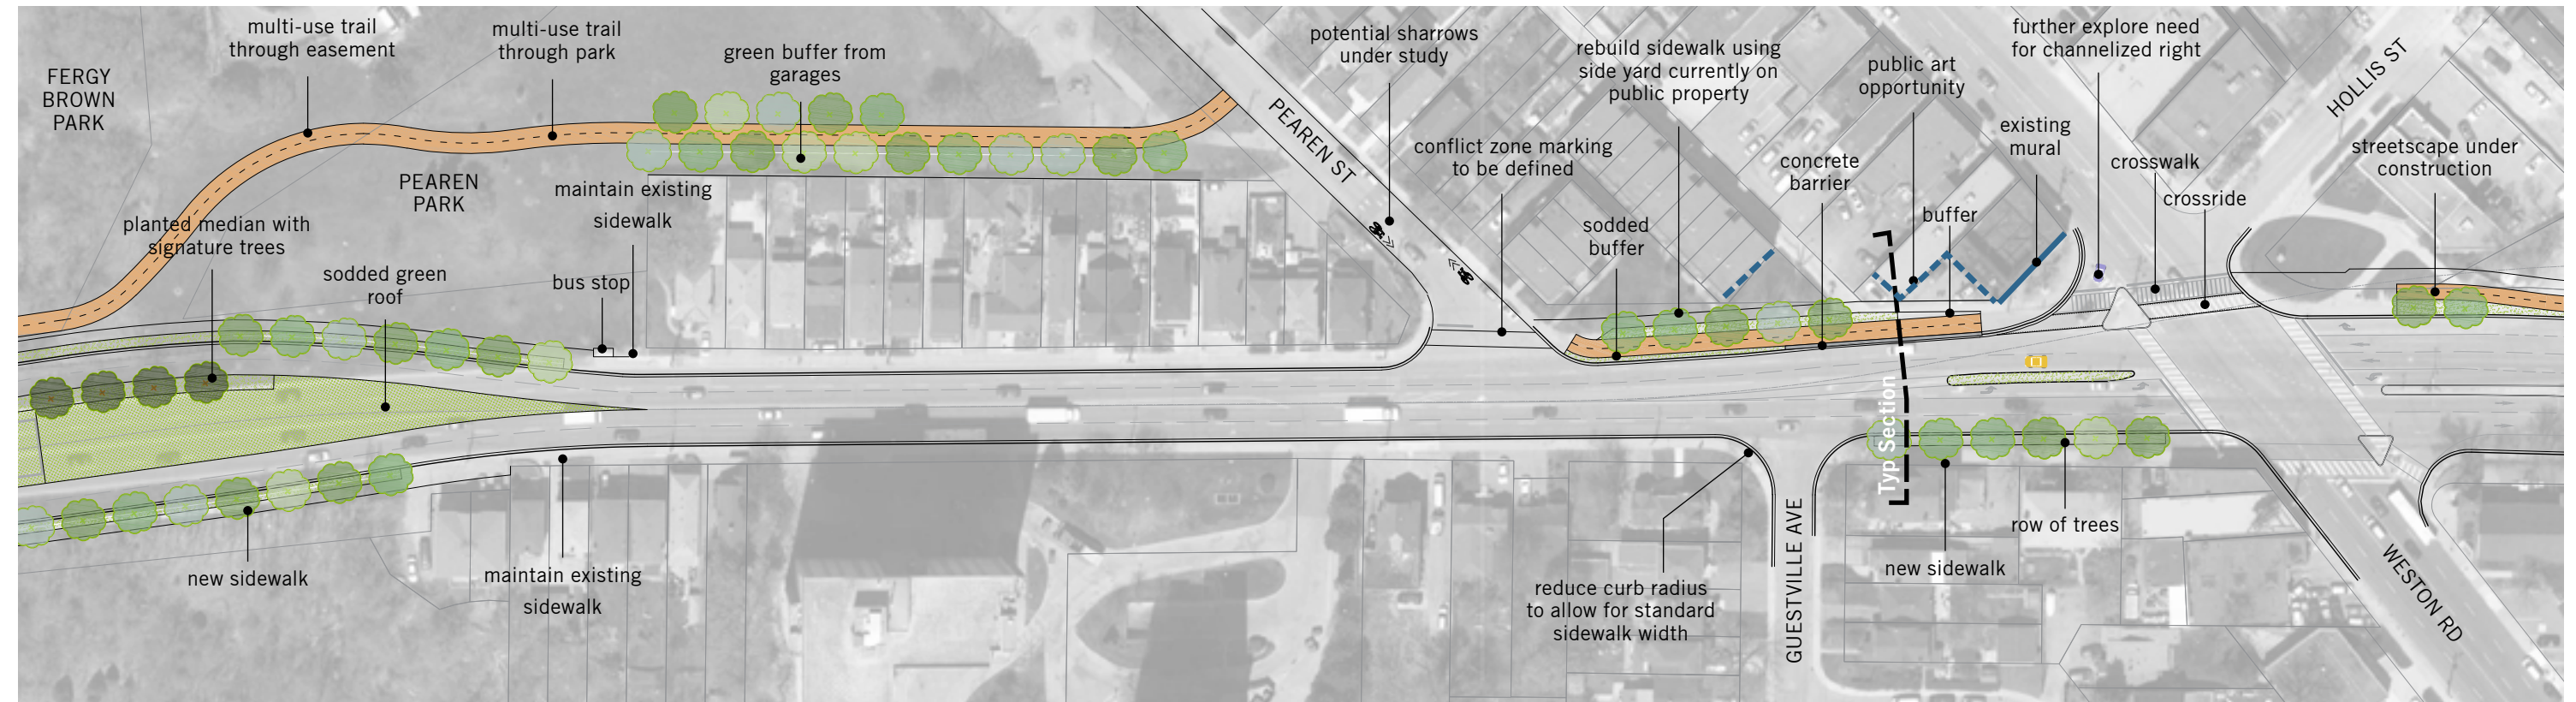 multi-use trail
through easement
multi-use trail
through park
green buffer from
garages
potential sharrows
under study
rebuild sidewalk using
side yard currently on
public property
public art
opportunity
further explore need
for channelized right
HOLLIS ST
FERGY
BROWN
PARK
PEAREN ST
conflict zone marking
to be defined
concrete
barrier
existing
mural
crosswalk
crossride
streetscape under
construction
PEAREN
PARK
maintain existing
sidewalk
planted median with
signature trees
sodded green
roof
bus stop
sodded
buffer
buffer
Typ Section
new sidewalk
maintain existing
sidewalk
reduce curb radius
to allow for standard
sidewalk width
GUESTVILLE AVE
new sidewalk
row of trees
WESTON RD